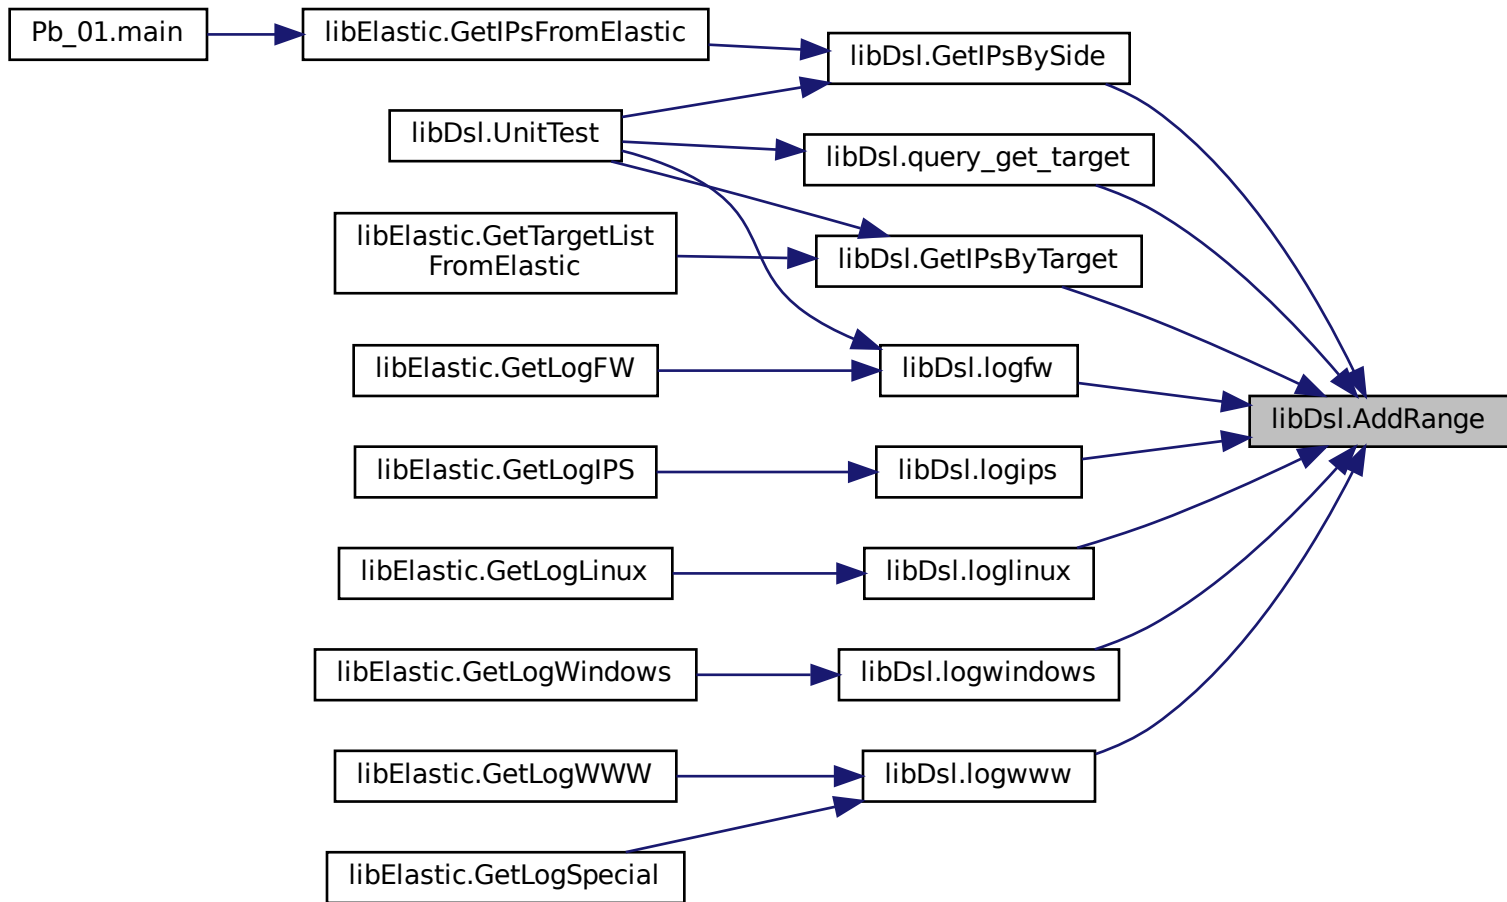 Pb_01.main
libElastic.GetIPsFromElastic
libDsl.GetIPsBySide
libDsl.UnitTest
libDsl.query_get_target
libElastic.GetTargetList
FromElastic
libDsl.GetIPsByTarget
libElastic.GetLogFW
libDsl.logfw
libDsl.AddRange
libElastic.GetLogIPS
libDsl.logips
libElastic.GetLogLinux
libDsl.loglinux
libElastic.GetLogWindows
libDsl.logwindows
libElastic.GetLogWWW
libDsl.logwww
libElastic.GetLogSpecial